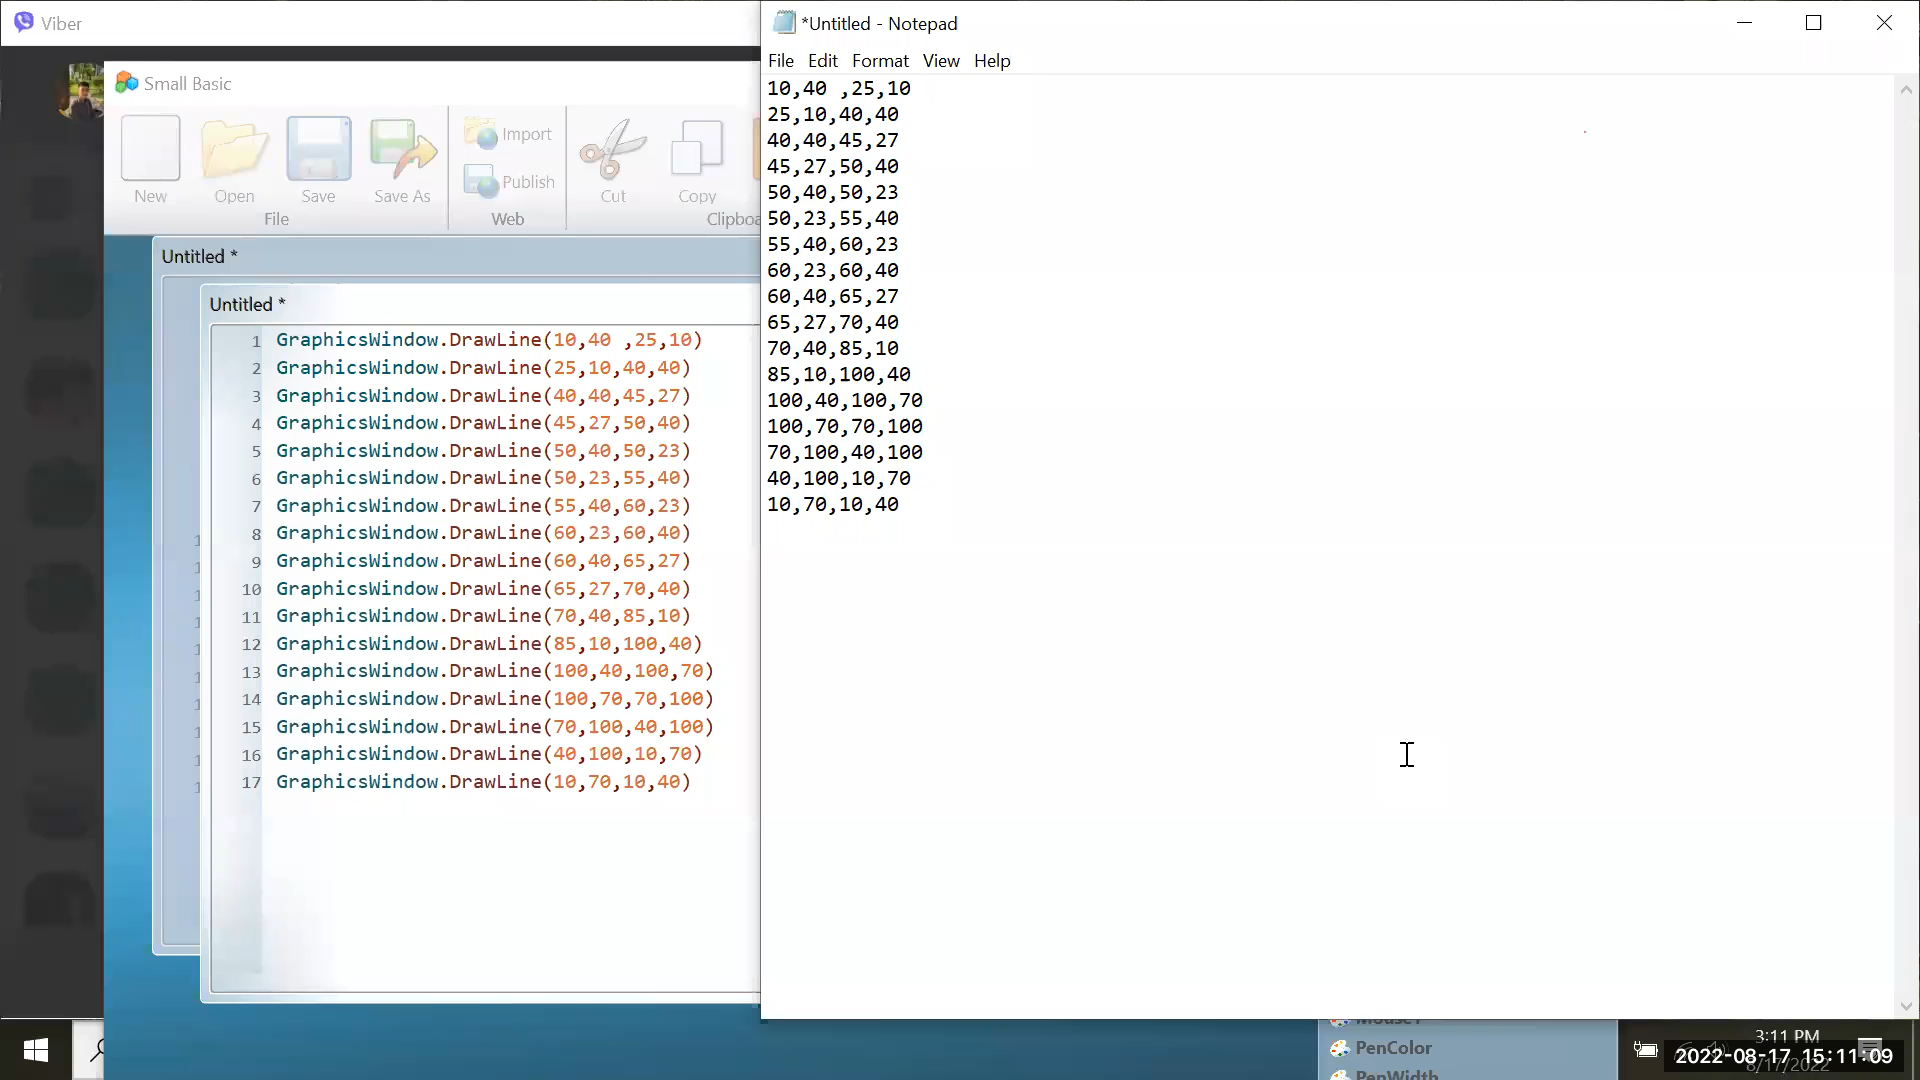 Viber
Small Basic
New
Open
Save
Save As
File
Import
Publish
Web
Cut
Copy
Untitled *
Untitled *
1 GraphicsWindow.DrawLine(10,40 ,25,10)
2 GraphicsWindow.DrawLine(25,10,40,40)
3 GraphicsWindow.DrawLine(40,40,45,27)
4 GraphicsWindow.DrawLine(45,27,50,40)
5 GraphicsWindow.DrawLine(50,40,50,23)
6 GraphicsWindow.DrawLine(50,23,55,40)
7 GraphicsWindow.DrawLine(55,40,60,23)
8 GraphicsWindow.DrawLine(60,23,60,40)
9 GraphicsWindow.DrawLine(60,40,65,27)
10 GraphicsWindow.DrawLine(65,27,70,40)
11 GraphicsWindow.DrawLine(70,40,85,10)
12 GraphicsWindow.DrawLine(85,10,100,40)
13 GraphicsWindow.DrawLine(100,40,100,70)
14 GraphicsWindow.DrawLine(100,70,70,100)
15 GraphicsWindow.DrawLine(70,100,40,100)
16 GraphicsWindow.DrawLine(40,100,10,70)
17 GraphicsWindow.DrawLine(10,70,10,40)
*Untitled - Notepad
File Edit Format View Help
10,40 ,25,10
25,10,40,40
40,40,45,27
45,27,50,40
50,40,50,23
50,23,55,40
55,40,60,23
60,23,60,40
60,40,65,27
65,27,70,40
70,40,85,10
85,10,100,40
100,40,100,70
100,70,70,100
70,100,40,100
40,100,10,70
10,70,10,40
PenColor
PenWidth
3:11 PM
8/17/2022
2022-08-17 15:11:09